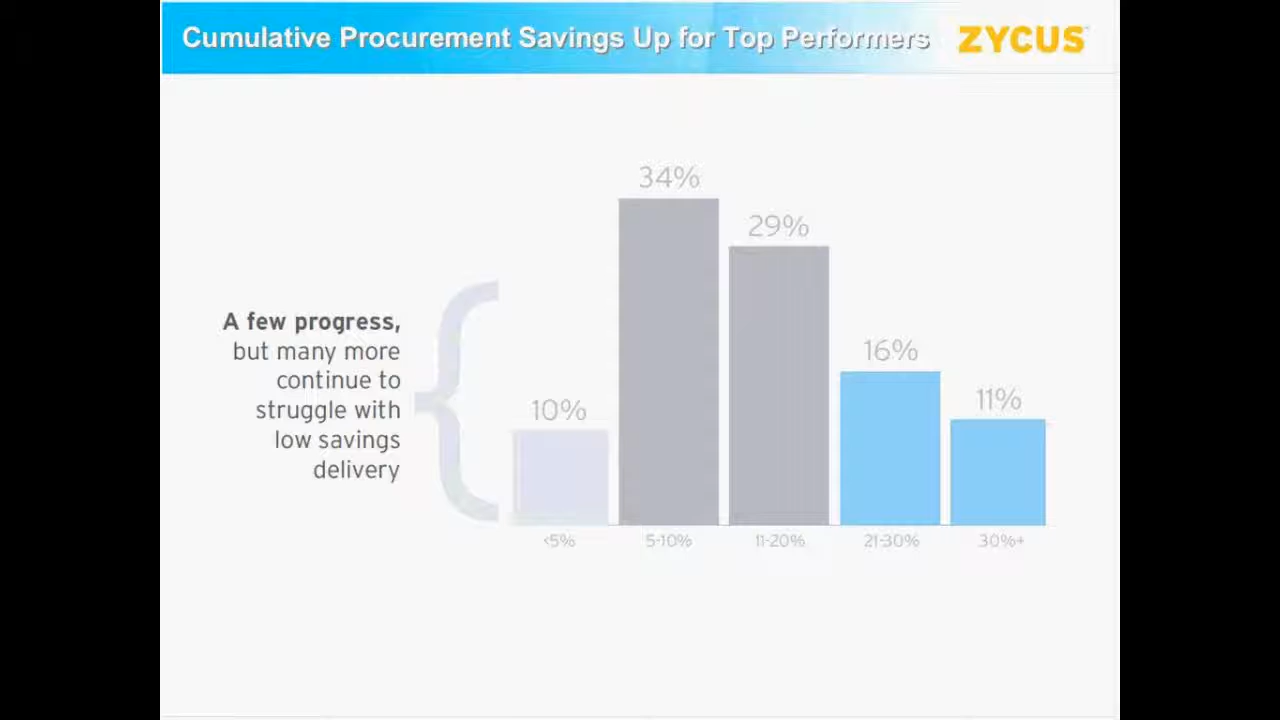 Cumulative Procurement Savings Up for Top Performers
ZYCUS
34%
29%
16%
11%
10%
A few progress,
but many more
continue to
struggle with
low savings
delivery
<5%
5-10%
11-20%
21-30%
30%+